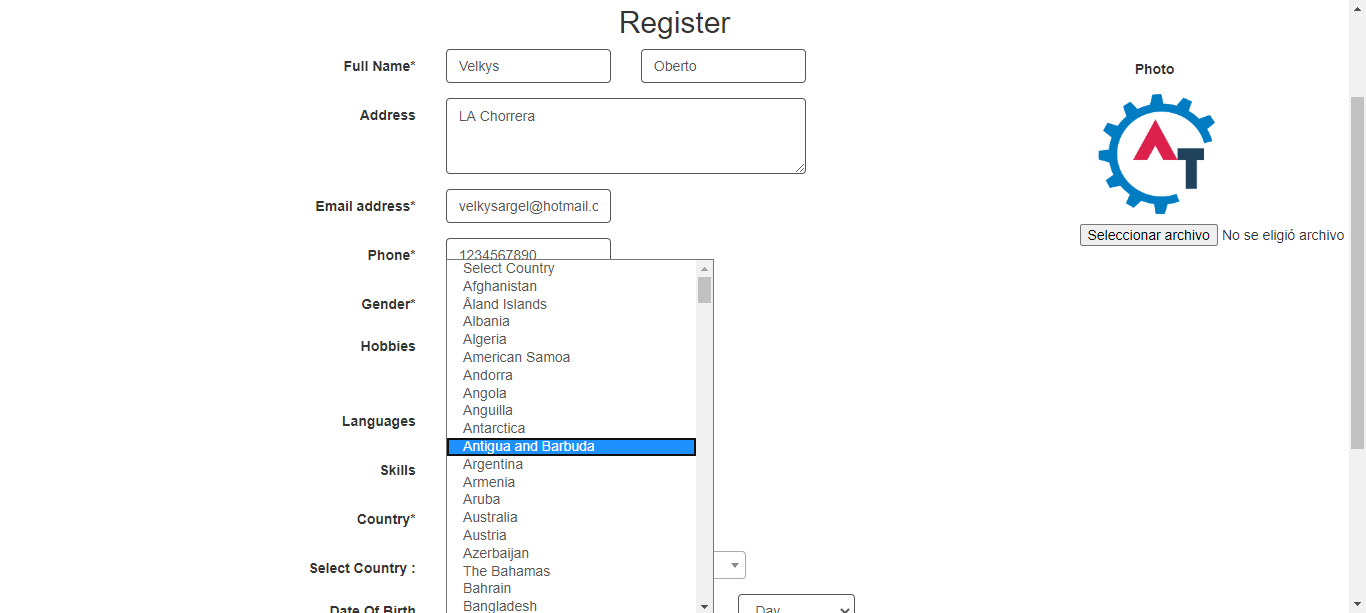 Register
Full Name* Velkys Oberto
Photo
Address LA Chorrera
AT
Email address* velkysargel@hotmail.c
Seleccionar archivo No se eligió archivo
Phone* 1234567890
Select Country
Afghanistan
Gender* Åland Islands
Albania
Algeria
Hobbies
American Samoa
Andorra
Angola
Anguilla
Languages
Antarctica
Antigua and Barbuda
Argentina
Skills
Armenia
Aruba
Country* Australia
Austria
Azerbaijan
Select Country : The Bahamas
Bahrain
Date Of Birth Bangladesh Day